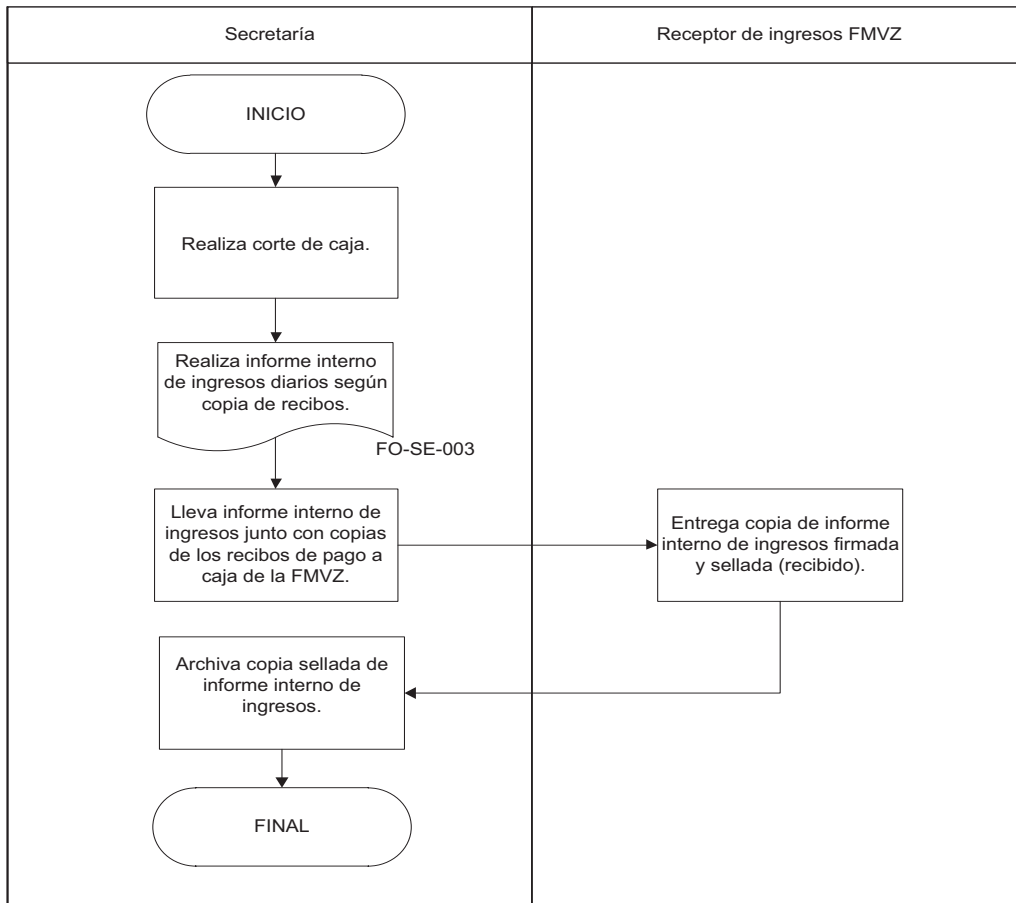 Secretaría
Receptor de ingresos FMVZ
INICIO
Realiza corte de caja.
Realiza informe interno
de ingresos diarios según
copia de recibos.
FO-SE-003
Lleva informe interno de
ingresos junto con copias
de los recibos de pago a
caja de la FMVZ.
Entrega copia de informe
interno de ingresos firmada
y sellada (recibido).
Archiva copia sellada de
informe interno de
ingresos.
FINAL